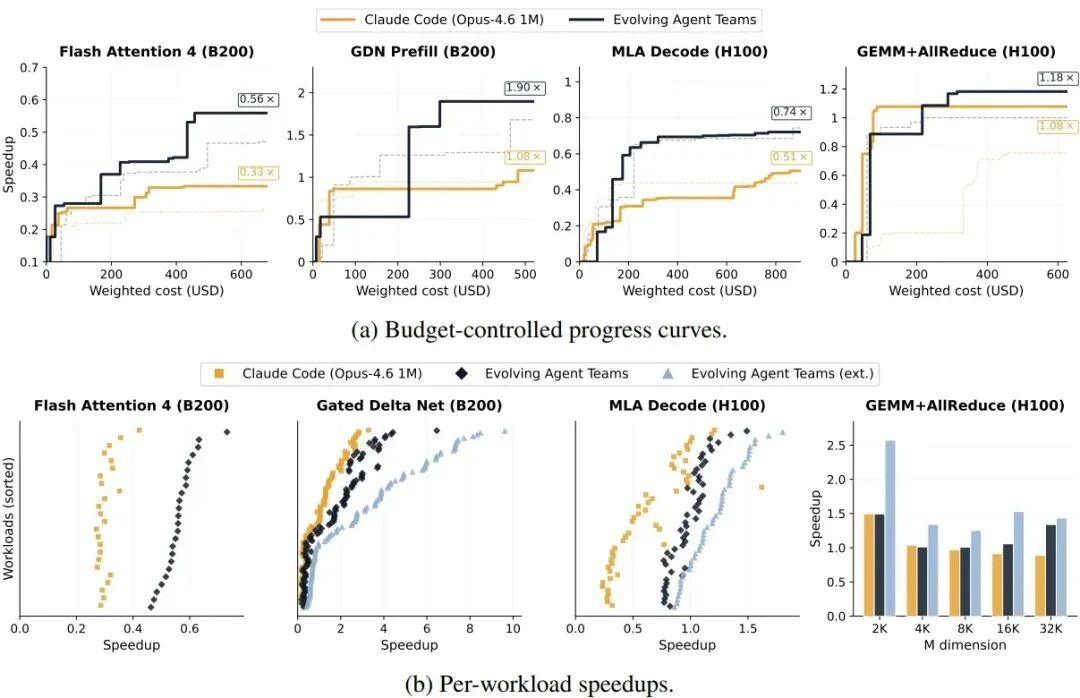 Claude Code (Opus-4.6 1M) Evolving Agent Teams
Flash Attention 4 (B200) GDN Prefill (B200) MLA Decode (H100) GEMM+AllReduce (H100)
Speedup
0.7
0.6
0.5
0.4
0.3
0.2
0.1
0.56×
0.33×
0 200 400 600
Weighted cost (USD)
2
1.5
1
0.5
0
1.90×
1.08×
0 100 200 300 400 500
Weighted cost (USD)
1
0.8
0.6
0.4
0.2
0
0.74×
0.51×
0 200 400 600 800
Weighted cost (USD)
1.2
1
0.8
0.6
0.4
0.2
0
1.18×
1.08×
0 200 400 600
Weighted cost (USD)
(a) Budget-controlled progress curves.
Claude Code (Opus-4.6 1M) Evolving Agent Teams Evolving Agent Teams (ext.)
Flash Attention 4 (B200) Gated Delta Net (B200) MLA Decode (H100) GEMM+AllReduce (H100)
Workloads (sorted)
0.0 0.2 0.4 0.6
Speedup
0 2 4 6 8 10
Speedup
0.0 0.5 1.0 1.5
Speedup
Speedup
2.5
2.0
1.5
1.0
0.5
0.0
2K 4K 8K 16K 32K
M dimension
(b) Per-workload speedups.